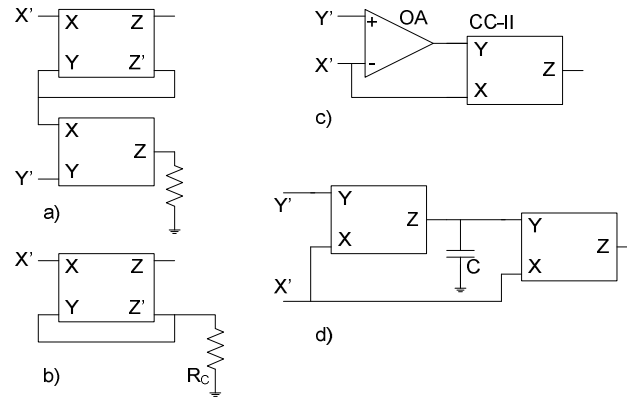 X' X Z
Y Z'
X
Z
Y' Y
a)
X' X Z
Y Z'
b) RC
Y' + OA CC-II
X' - Y
Z
X
c)
Y' Y
Z
X
C
X'
Y
Z
X
d)